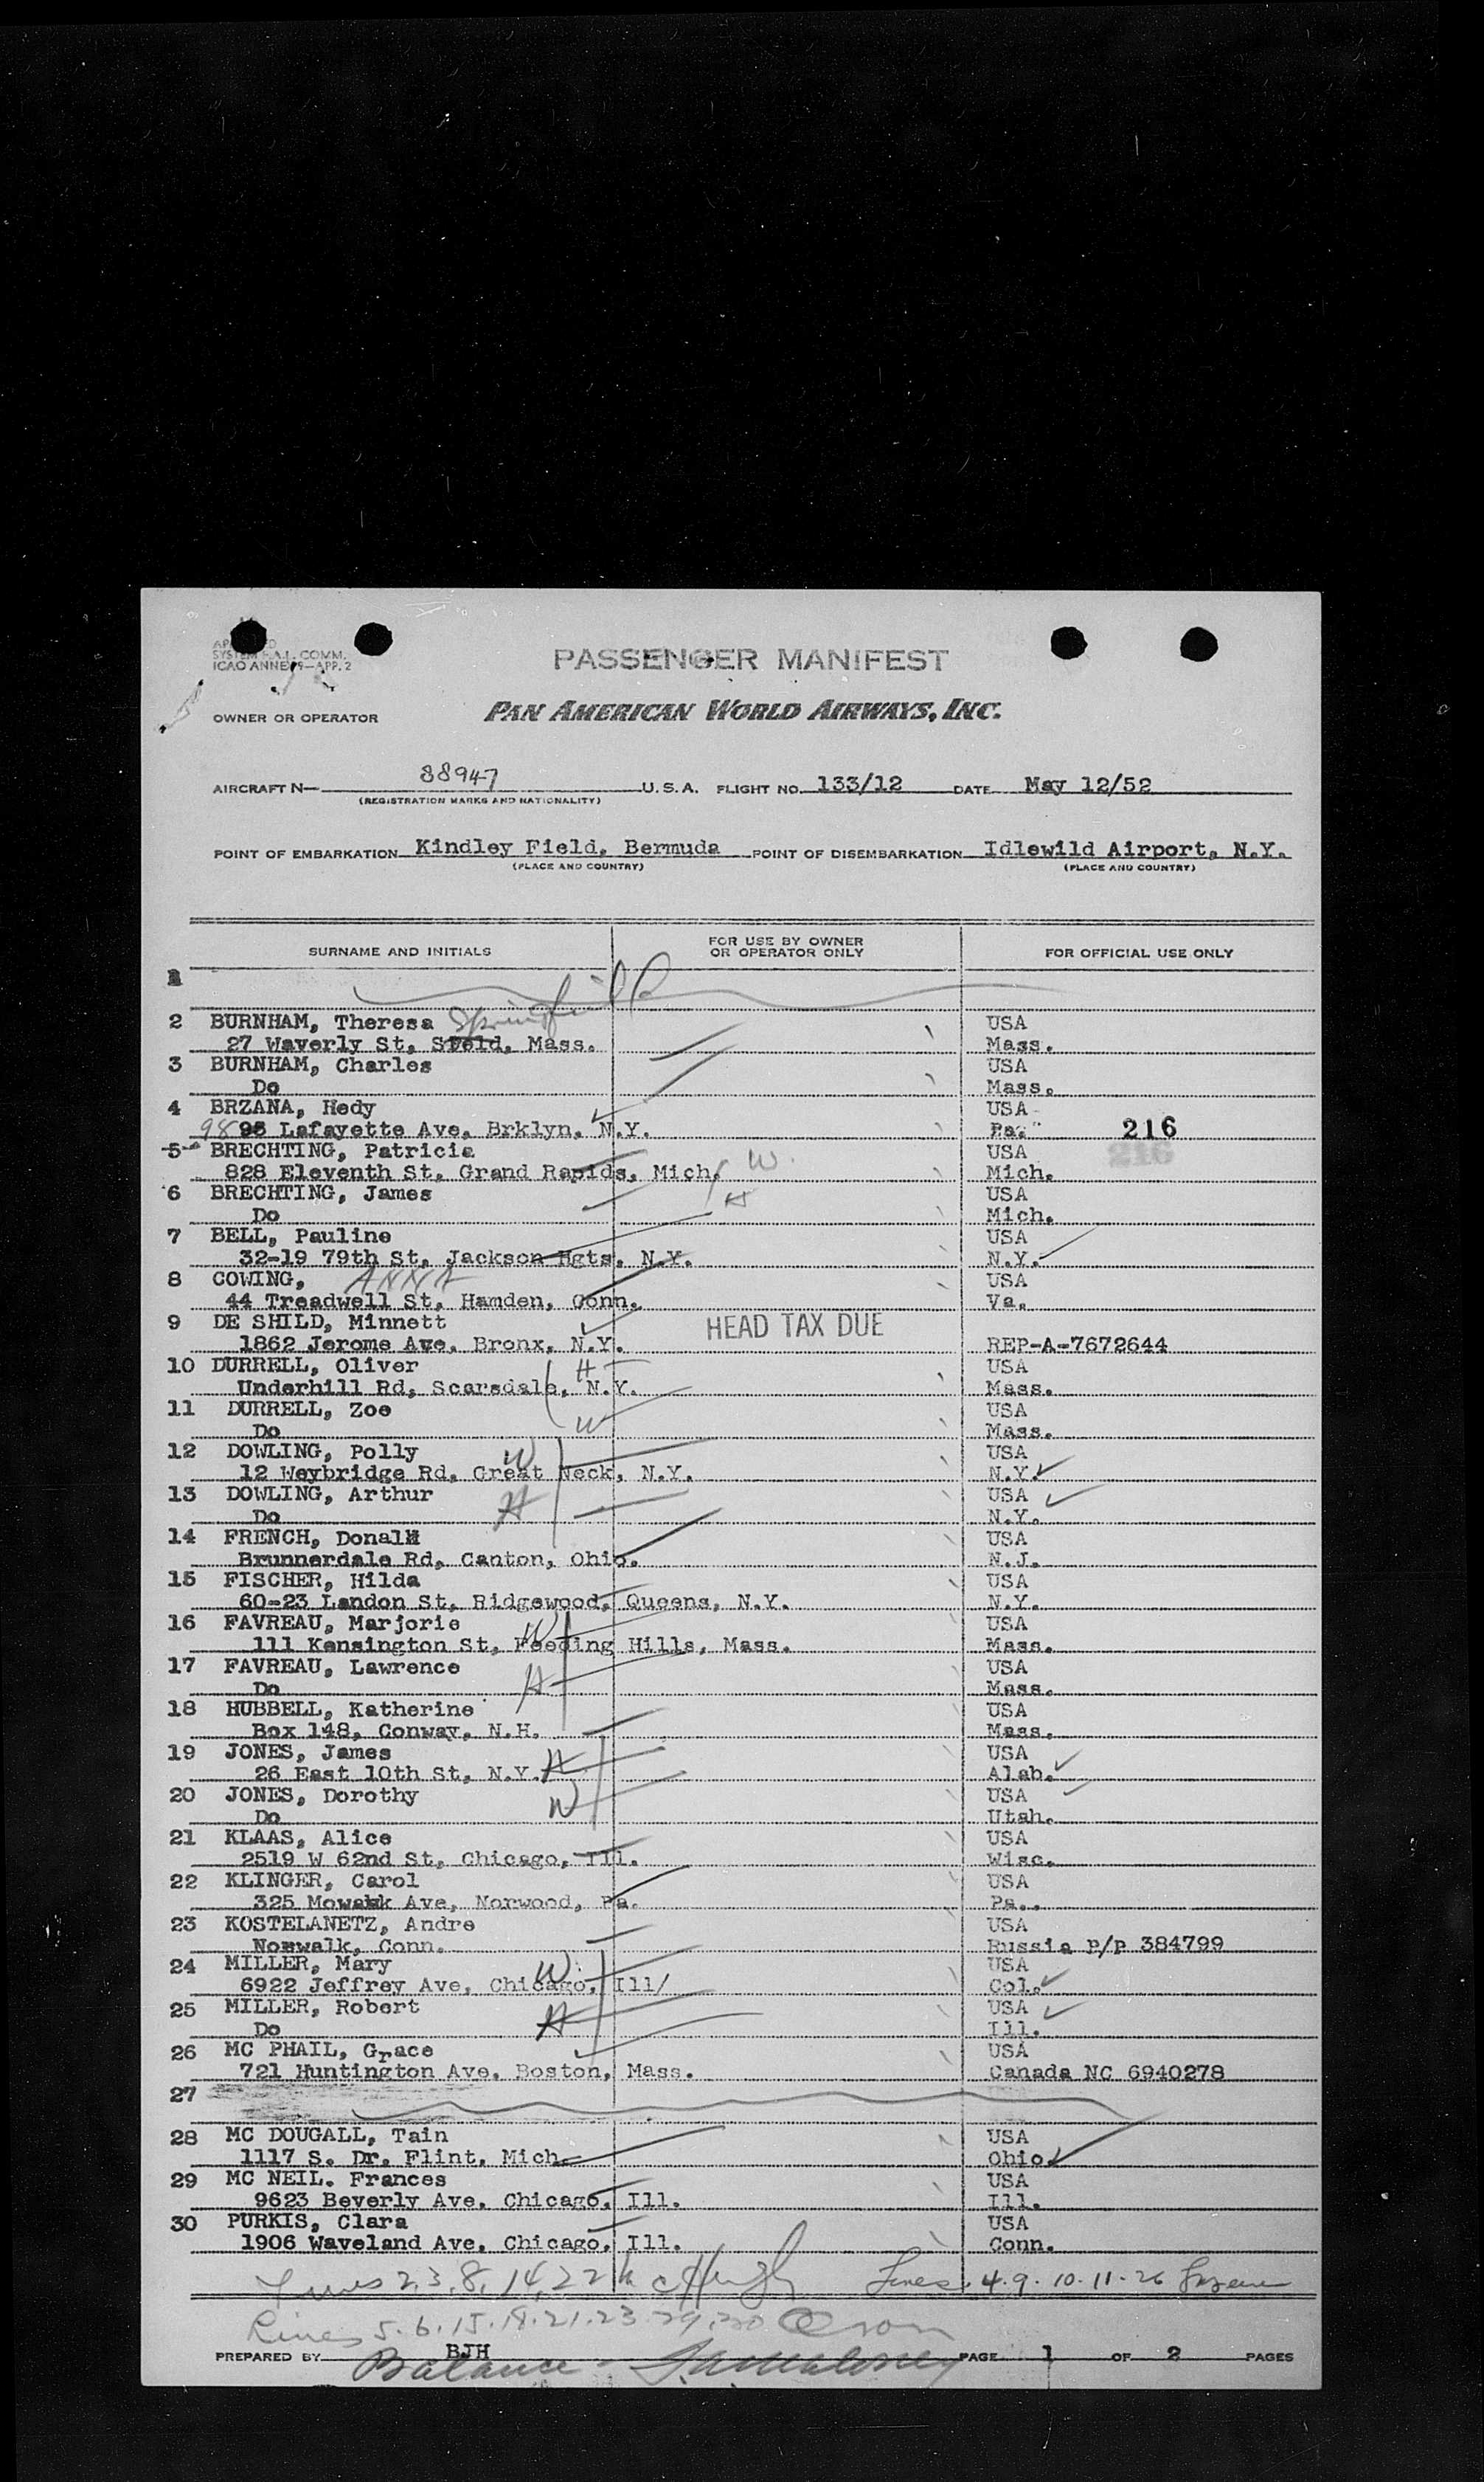 SYSTEM F.A.L. COMM.
ICAO ANNEX 9—APP. 2
PASSENGER MANIFEST
OWNER OR OPERATOR PAN AMERICAN WORLD AIRWAYS, INC.
AIRCRAFT N— 88947 U.S.A. FLIGHT NO. 133/12 DATE May 12/52
(REGISTRATION MARKS AND NATIONALITY)
POINT OF EMBARKATION Kindley Field, Bermuda POINT OF DISEMBARKATION Idlewild Airport, N.Y.
(PLACE AND COUNTRY) (PLACE AND COUNTRY)
SURNAME AND INITIALS FOR USE BY OWNER OR OPERATOR ONLY FOR OFFICIAL USE ONLY
1
2 BURNHAM, Theresa Springfield USA
27 Waverly St, Sfeld, Mass. Mass.
3 BURNHAM, Charles USA
Do Mass.
4 BRZANA, Hedy USA
98 95 Lafayette Ave, Brklyn, N.Y. Pa. 216
5 BRECHTING, Patricia USA 216
828 Eleventh St, Grand Rapids, Mich. W Mich.
6 BRECHTING, James H USA
Do Mich.
7 BELL, Pauline USA
32-19 79th St, Jackson Hgts, N.Y. N.Y.
8 COWING, ANNA USA
44 Treadwell St, Hamden, Conn. Va.
9 DE SHILD, Minnett HEAD TAX DUE
1862 Jerome Ave, Bronx, N.Y. REP-A-7672644
10 DURRELL, Oliver H USA
Underhill Rd, Scarsdale, N.Y. Mass.
11 DURRELL, Zoe W USA
Do Mass.
12 DOWLING, Polly W USA
12 Weybridge Rd, Great Neck, N.Y. N.Y.
13 DOWLING, Arthur H USA
Do N.Y.
14 FRENCH, Donald USA
Brunnerdale Rd, Canton, Ohio. N.J.
15 FISCHER, Hilda USA
60-23 Landon St, Ridgewood, Queens, N.Y. N.Y.
16 FAVREAU, Marjorie W USA
111 Kensington St, Feeding Hills, Mass. Mass.
17 FAVREAU, Lawrence H USA
Do Mass.
18 HUBBELL, Katherine USA
Box 148, Conway, N.H. Mass.
19 JONES, James USA
26 East 10th St, N.Y. H Alab.
20 JONES, Dorothy W USA
Do Utah.
21 KLAAS, Alice USA
2519 W 62nd St, Chicago, Ill. Wisc.
22 KLINGER, Carol USA
325 Mowahk Ave, Norwood, Pa. Pa..
23 KOSTELANETZ, Andre USA
Norwalk, Conn. Russia P/P 384799
24 MILLER, Mary W USA
6922 Jeffrey Ave, Chicago, Ill/ Col.
25 MILLER, Robert H USA
Do Ill.
26 MC PHAIL, Grace USA
721 Huntington Ave, Boston, Mass. Canada NC 6940278
27
28 MC DOUGALL, Tain USA
1117 S. Dr. Flint, Mich. Ohio
29 MC NEIL. Frances USA
9623 Beverly Ave. Chicago, Ill. Ill.
30 PURKIS, Clara USA
1906 Waveland Ave, Chicago, Ill. Conn.
Lines 2.3.8.14.22 McHugh Lines. 4.9.10.11.26
Lines 5.6.15.18.21.23.29.30 Olson
PREPARED BY BJH PAGE 1 OF 2 PAGES
Balance -